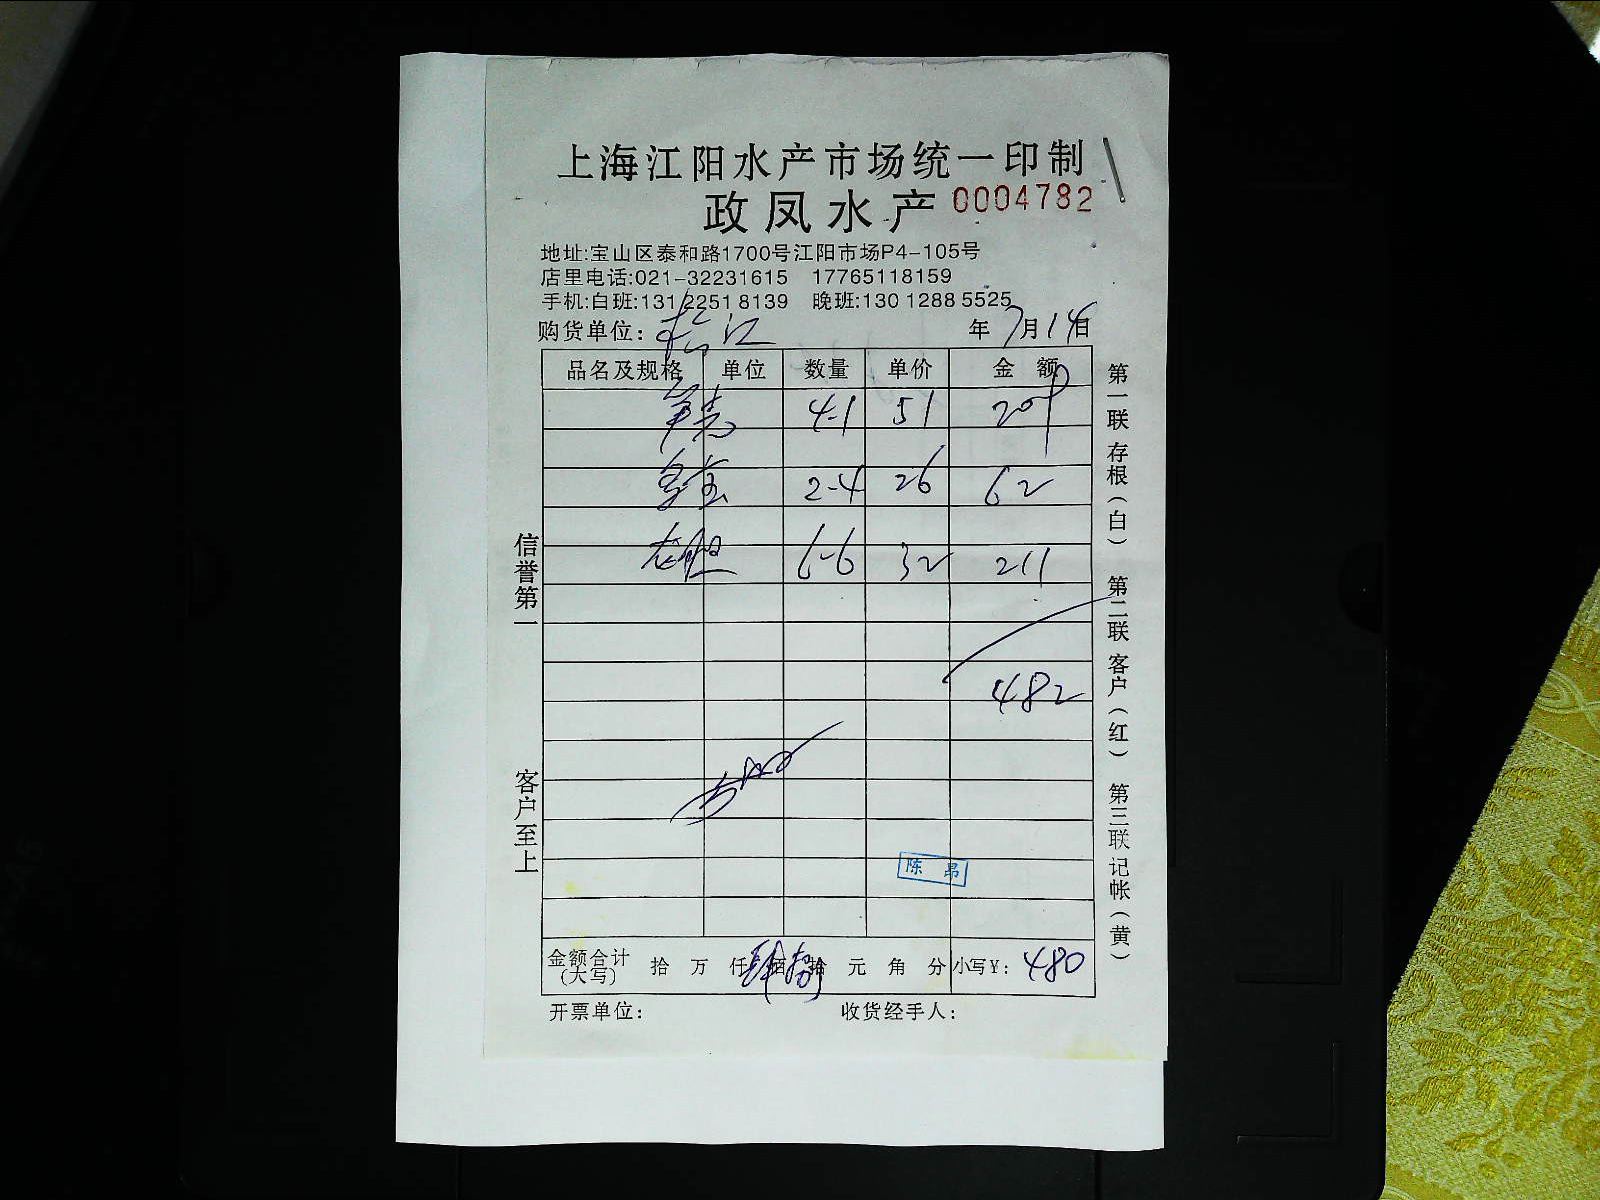 上海江阳水产市场统一印制
政凤水产 0004782
地址:宝山区泰和路1700号江阳市场P4-105号
店里电话:021-32231615 17765118159
手机:白班:131 2251 8139 晚班:130 1288 5525
购货单位: 松江 年 7月14日
品名及规格 单位 数量 单价 金额
4-1 51 209
2-4 26 62
6-6 32 211
482
陈昂
金额合计(大写) 拾 万 仟 佰 拾 元 角 分 小写¥: 480
开票单位: 收货经手人:
信誉第一 客户至上
第一联 存根(白) 第二联 客户(红) 第三联 记帐(黄)